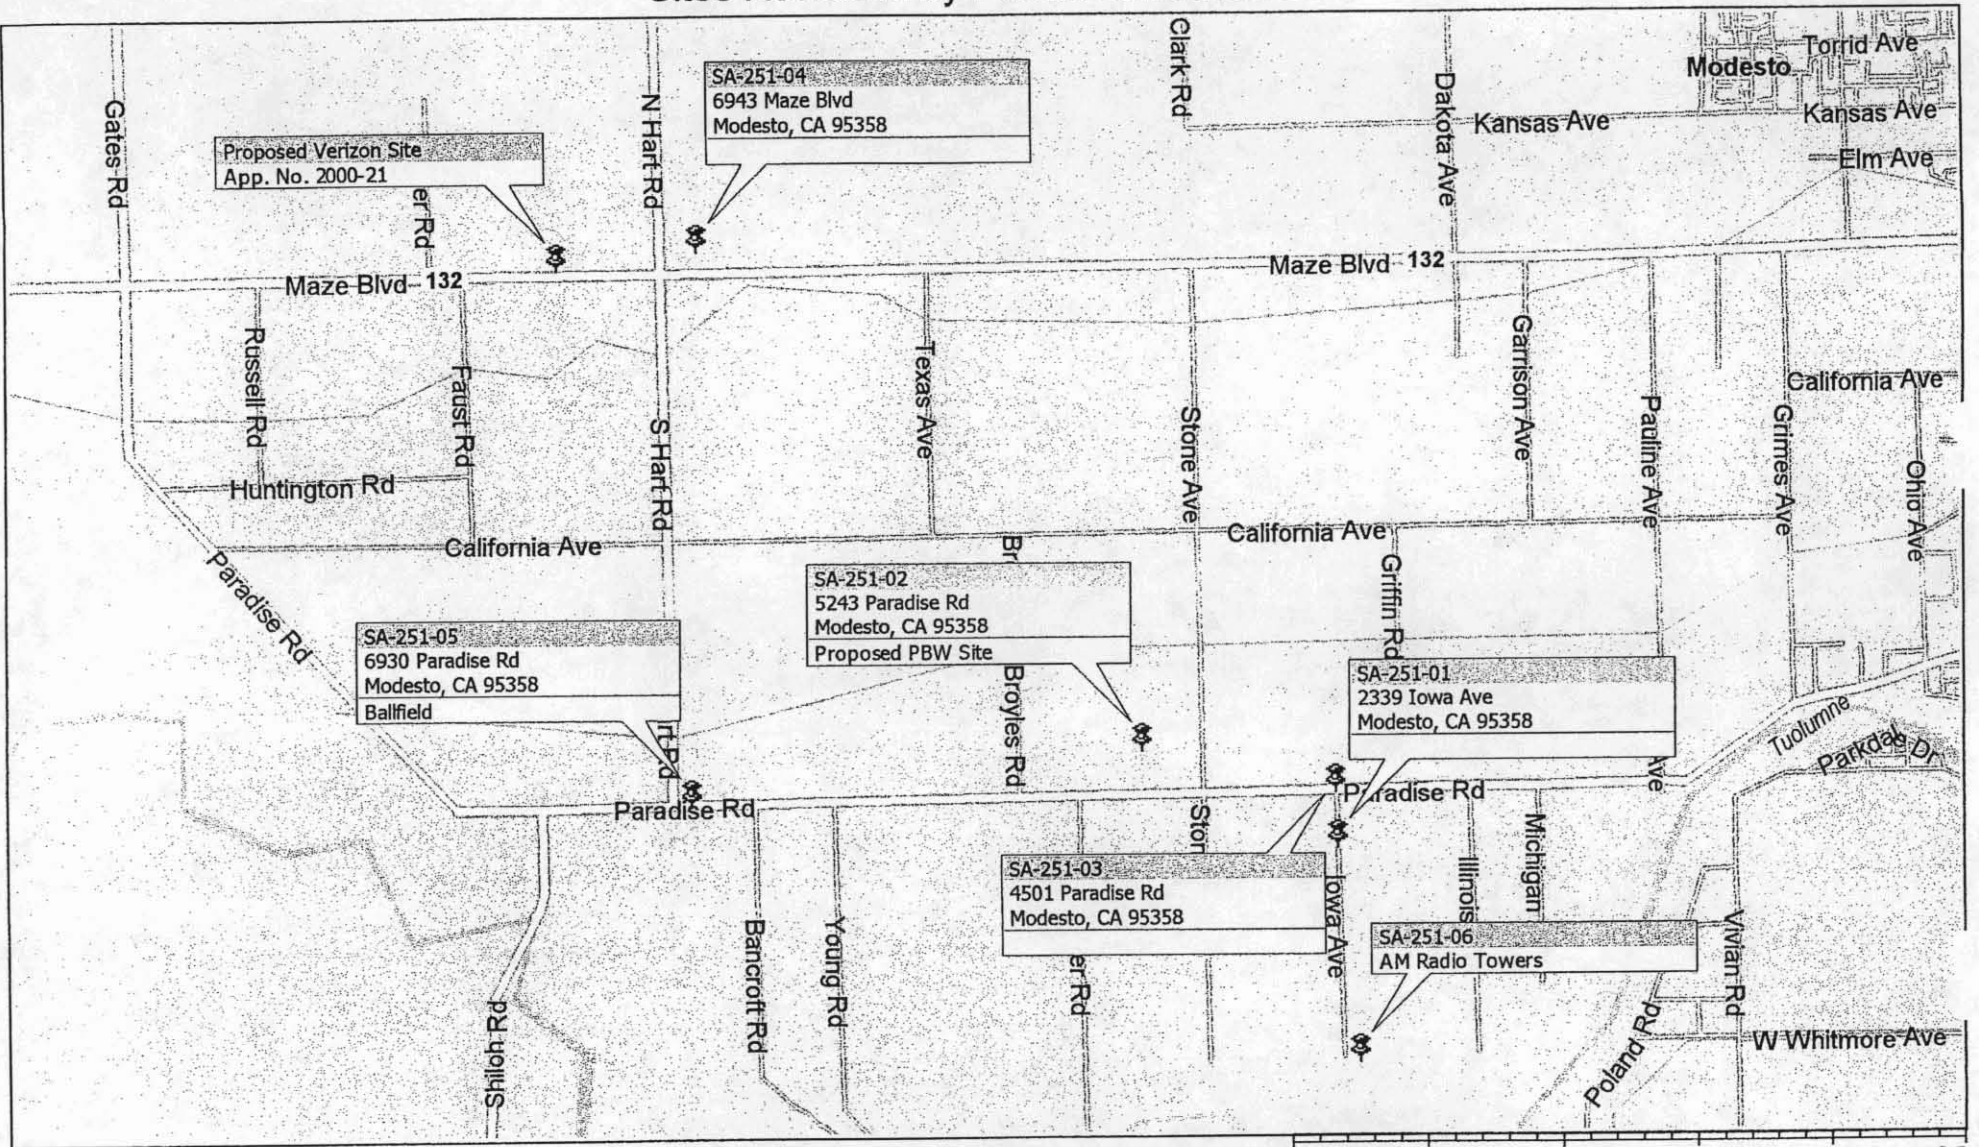 Clark Rd
Torrid Ave
Modesto
SA-251-04
6943 Maze Blvd
Modesto, CA 95358
Dakota Ave
Kansas Ave
Kansas Ave
Gates Rd
N Hart Rd
Proposed Verizon Site
App. No. 2000-21
Elm Ave
er Rd
Maze Blvd 132
Maze Blvd 132
Russell Rd
Faust Rd
Texas Ave
Stone Ave
Garrison Ave
Pauline Ave
Grimes Ave
California Ave
S Hart Rd
Ohio Ave
Huntington Rd
California Ave
California Ave
Br
Griffin Rd
Paradise Rd
SA-251-02
5243 Paradise Rd
Modesto, CA 95358
Proposed PBW Site
SA-251-05
6930 Paradise Rd
Modesto, CA 95358
Ballfield
rt Rd
Broyles Rd
SA-251-01
2339 Iowa Ave
Modesto, CA 95358
Ave
Tuolumne
Parkdale Dr
Paradise Rd
Paradise Rd
Ston
Michigan
Illinois
SA-251-03
4501 Paradise Rd
Modesto, CA 95358
Iowa Ave
SA-251-06
AM Radio Towers
Bancroft Rd
Young Rd
er Rd
Vivian Rd
Shiloh Rd
Poland Rd
W Whitmore Ave